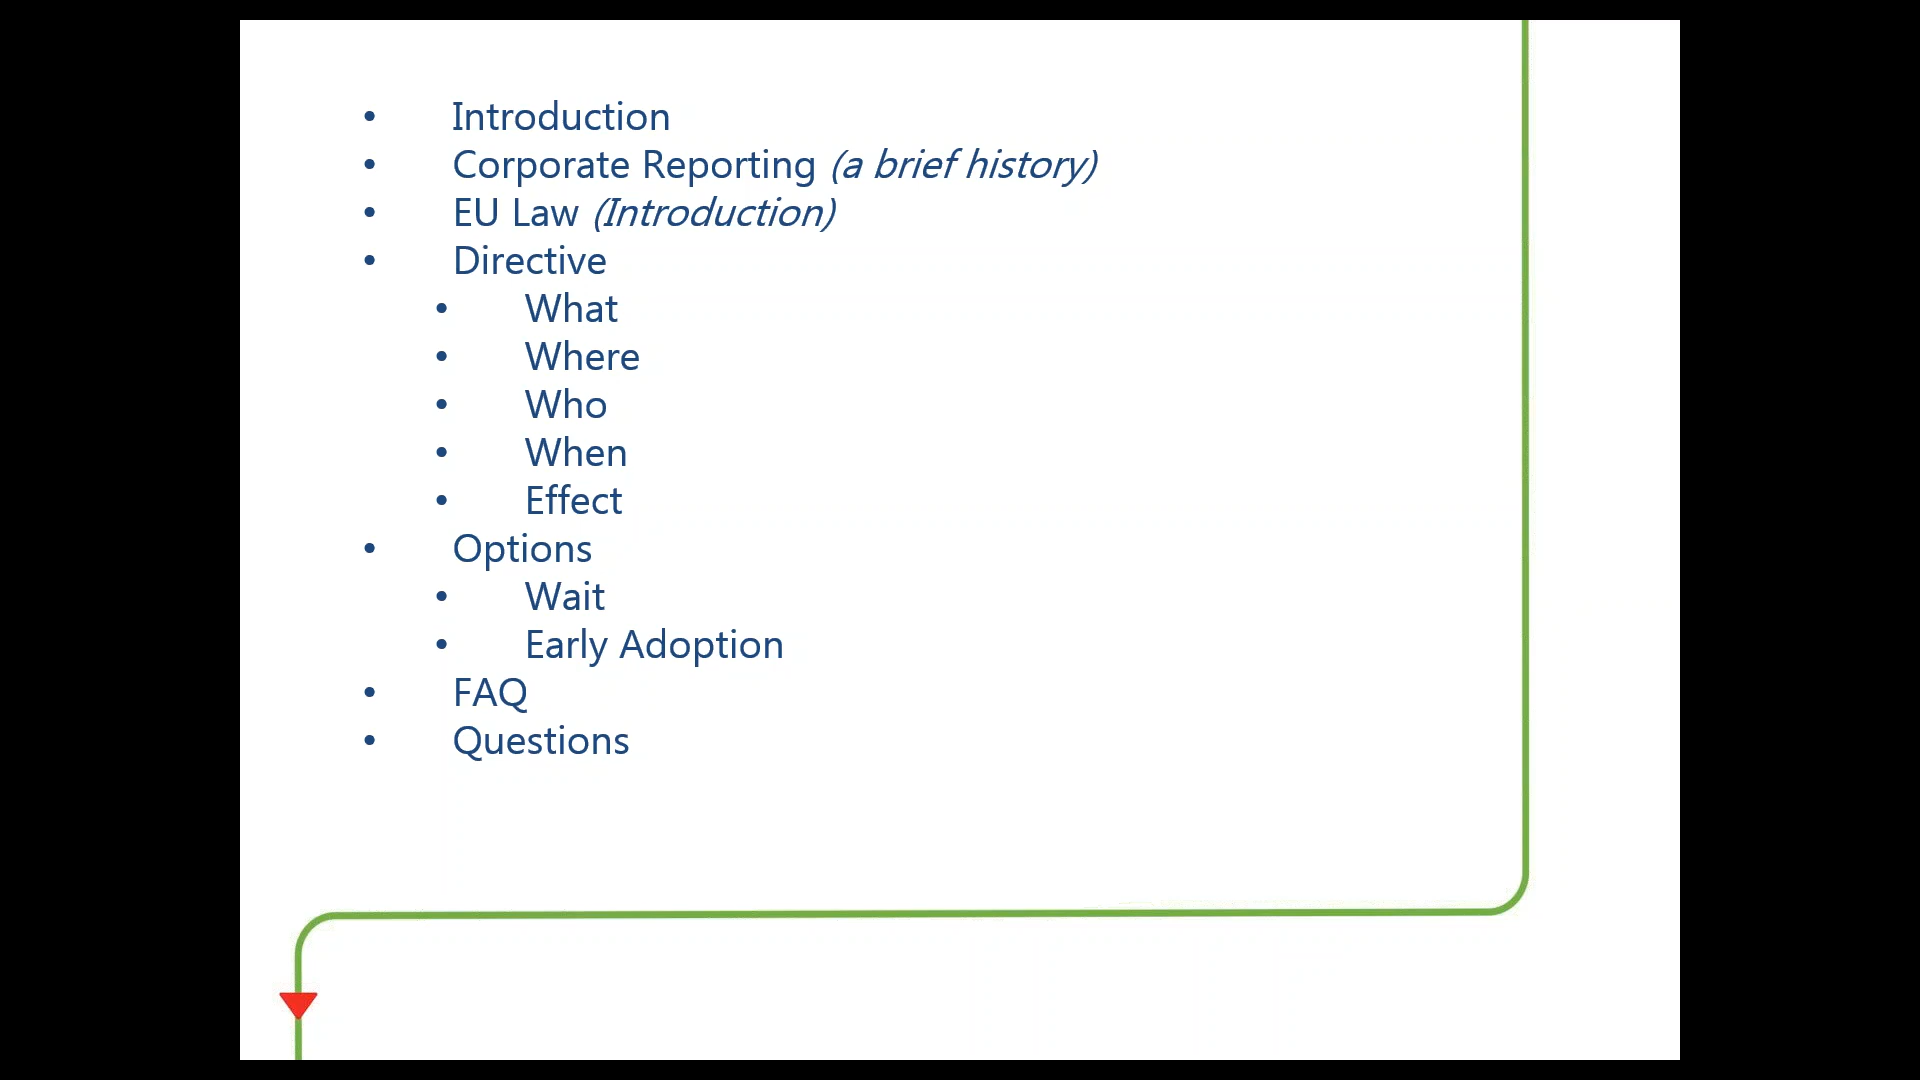 • Introduction
• Corporate Reporting (a brief history)
• EU Law (Introduction)
• Directive
• What
• Where
• Who
• When
• Effect
• Options
• Wait
• Early Adoption
• FAQ
• Questions